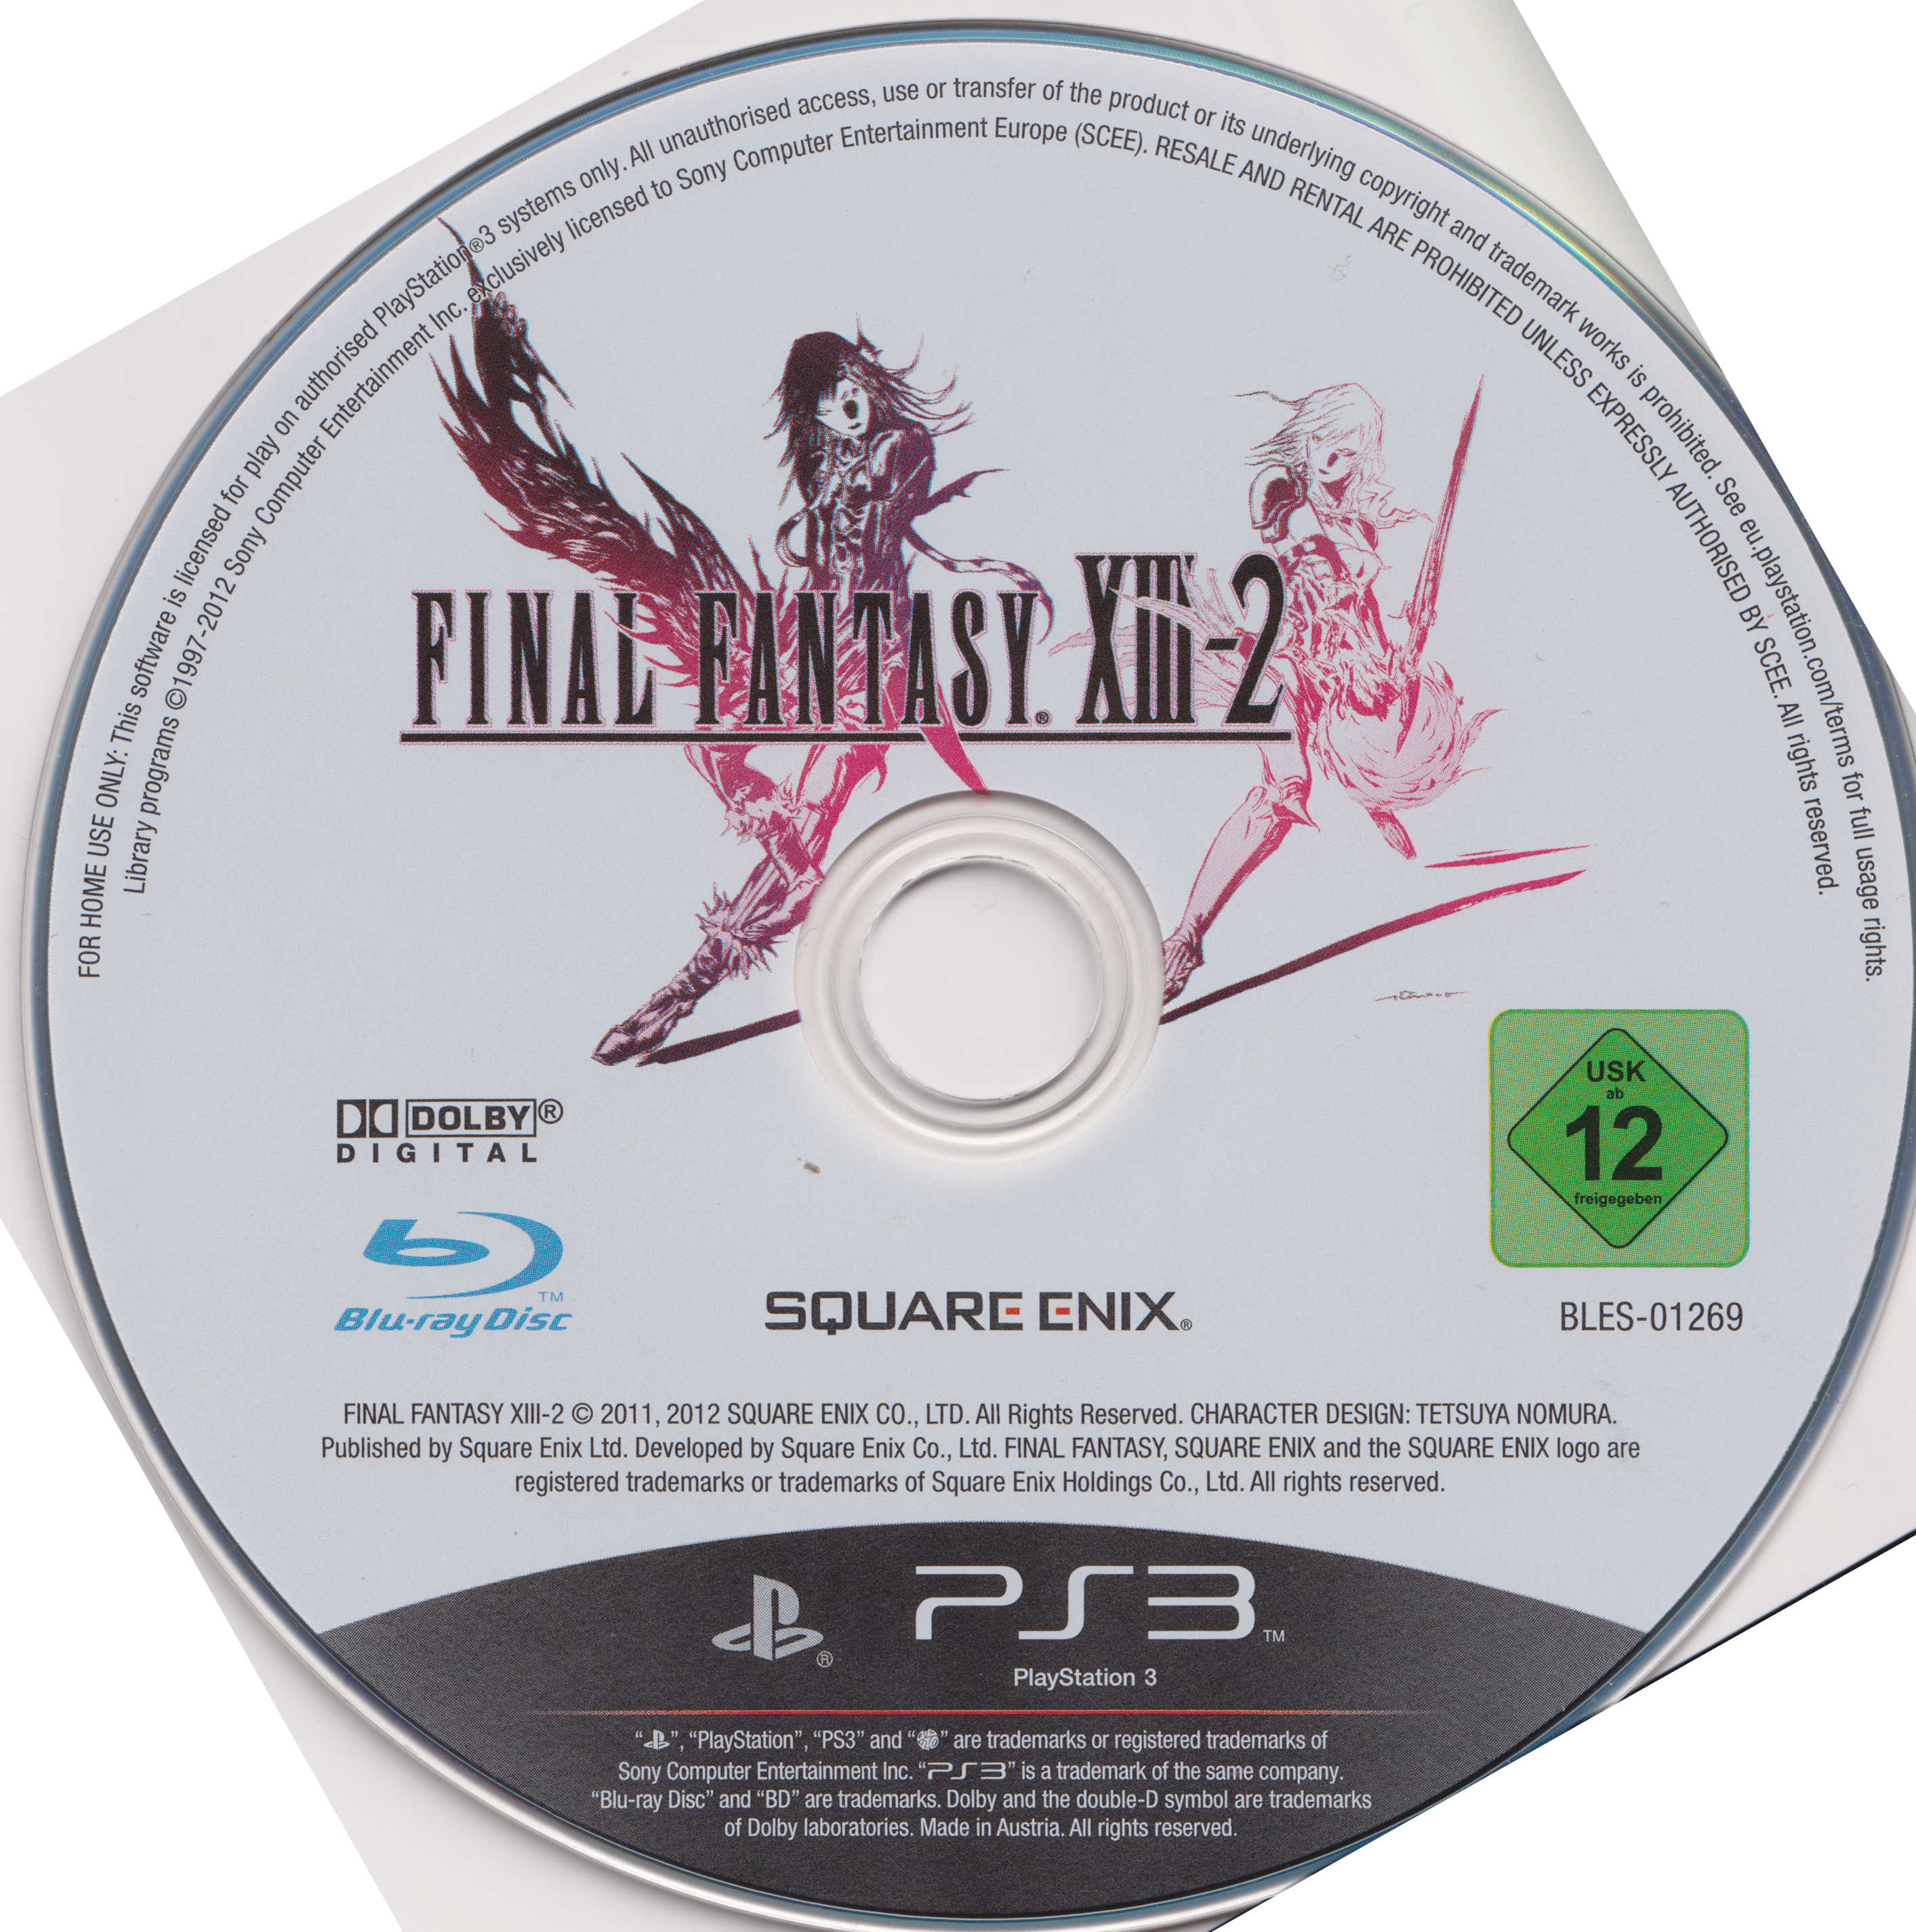 FOR HOME USE ONLY: This software is licensed for play on authorised PlayStation®3 systems only. All unauthorised access, use or transfer of the product or its underlying copyright and trademark works is prohibited. See eu.playstation.com/terms for full usage rights.
Library programs ©1997-2012 Sony Computer Entertainment Inc. exclusively licensed to Sony Computer Entertainment Europe (SCEE). RESALE AND RENTAL ARE PROHIBITED UNLESS EXPRESSLY AUTHORISED BY SCEE. All rights reserved.
FINAL FANTASY® XIII-2
USK
ab
12
freigegeben
DOLBY®
DIGITAL
Blu-ray Disc™
SQUARE ENIX®
BLES-01269
FINAL FANTASY XIII-2 © 2011, 2012 SQUARE ENIX CO., LTD. All Rights Reserved. CHARACTER DESIGN: TETSUYA NOMURA.
Published by Square Enix Ltd. Developed by Square Enix Co., Ltd. FINAL FANTASY, SQUARE ENIX and the SQUARE ENIX logo are
registered trademarks or trademarks of Square Enix Holdings Co., Ltd. All rights reserved.
® PS3™
PlayStation 3
“ ”, “PlayStation”, “PS3” and “ ” are trademarks or registered trademarks of
Sony Computer Entertainment Inc. “PS3” is a trademark of the same company.
“Blu-ray Disc” and “BD” are trademarks. Dolby and the double-D symbol are trademarks
of Dolby laboratories. Made in Austria. All rights reserved.